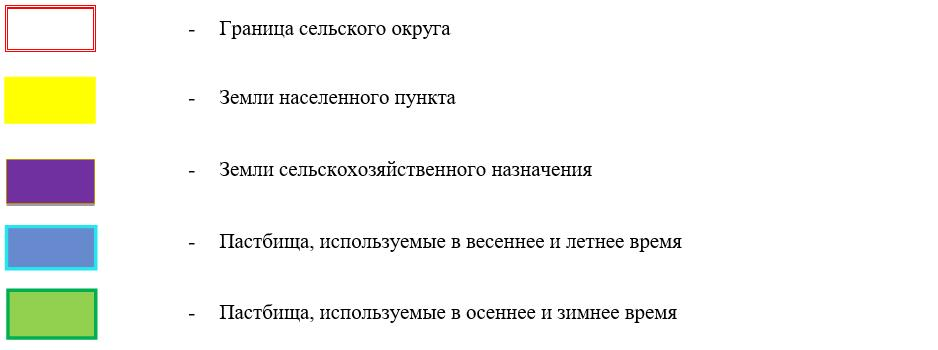 - Граница сельского округа
- Земли населенного пункта
- Земли сельскохозяйственного назначения
- Пастбища, используемые в весеннее и летнее время
- Пастбища, используемые в осеннее и зимнее время